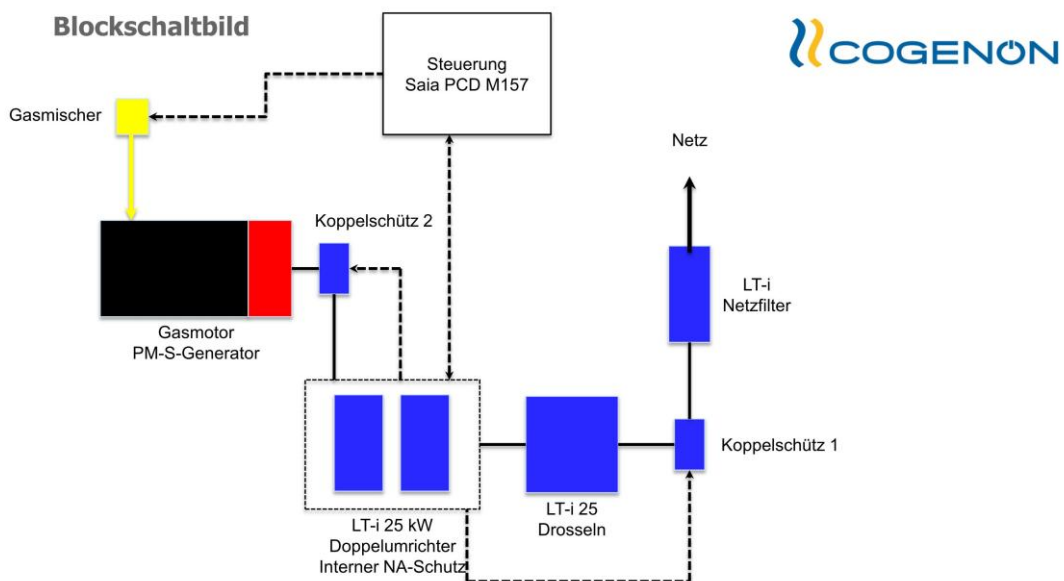 Blockschaltbild
COGENON
Steuerung
Saia PCD M157
Gasmischer
Netz
Koppelschütz 2
LT-i
Netzfilter
Gasmotor
PM-S-Generator
Koppelschütz 1
LT-i 25 kW
Doppelumrichter
Interner NA-Schutz
LT-i 25
Drosseln